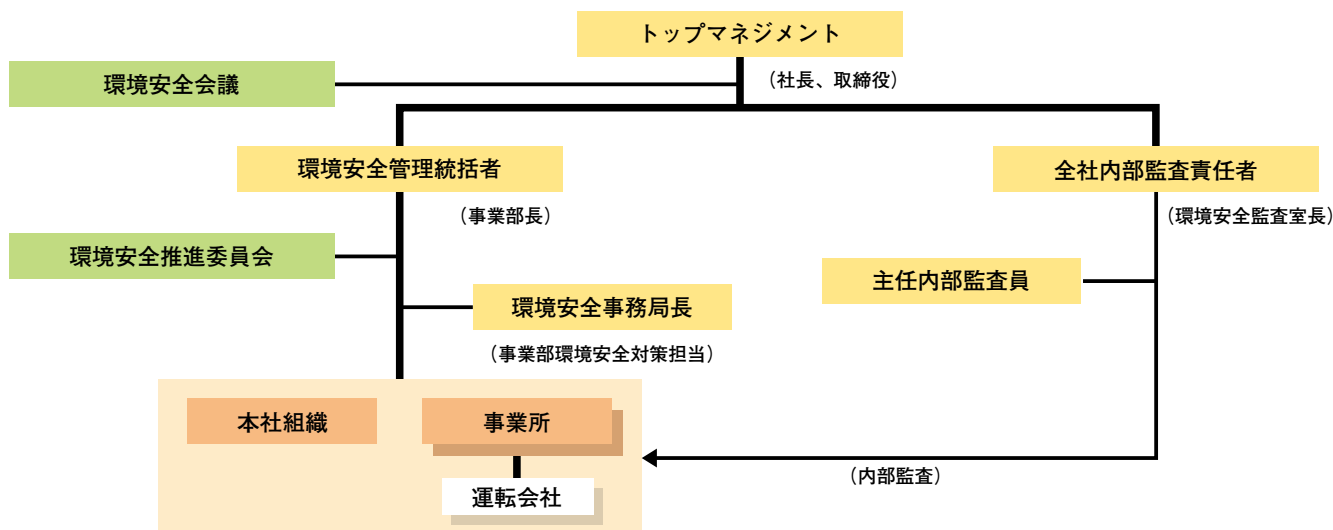 トップマネジメント
（社長、取締役）
環境安全会議
環境安全管理統括者
（事業部長）
全社内部監査責任者
（環境安全監査室長）
環境安全推進委員会
主任内部監査員
環境安全事務局長
（事業部環境安全対策担当）
本社組織
事業所
運転会社
（内部監査）